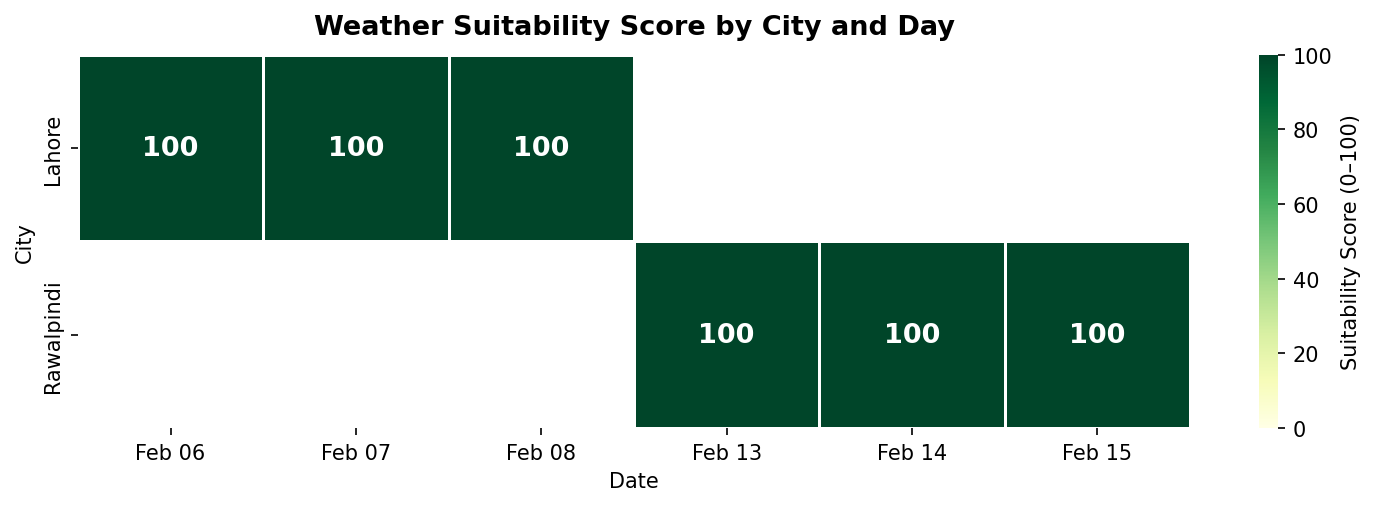 Weather Suitability Score by City and Day
City
Lahore
100 100 100
Rawalpindi
100 100 100
Feb 06 Feb 07 Feb 08 Feb 13 Feb 14 Feb 15
Date
100
80
60
40
20
0
Suitability Score (0–100)